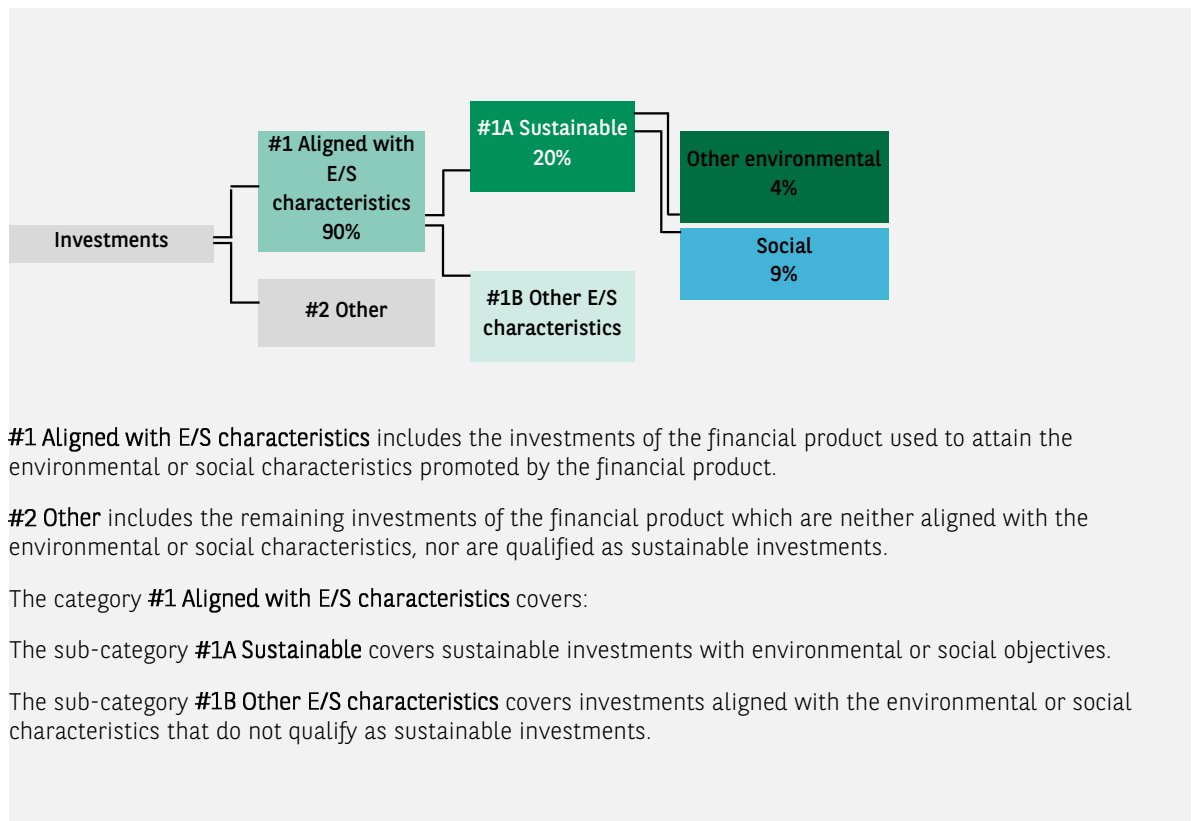 Investments
#1 Aligned with
E/S
characteristics
90%
#2 Other
#1A Sustainable
20%
#1B Other E/S
characteristics
Other environmental
4%
Social
9%
#1 Aligned with E/S characteristics includes the investments of the financial product used to attain the
environmental or social characteristics promoted by the financial product.
#2 Other includes the remaining investments of the financial product which are neither aligned with the
environmental or social characteristics, nor are qualified as sustainable investments.
The category #1 Aligned with E/S characteristics covers:
The sub-category #1A Sustainable covers sustainable investments with environmental or social objectives.
The sub-category #1B Other E/S characteristics covers investments aligned with the environmental or social
characteristics that do not qualify as sustainable investments.